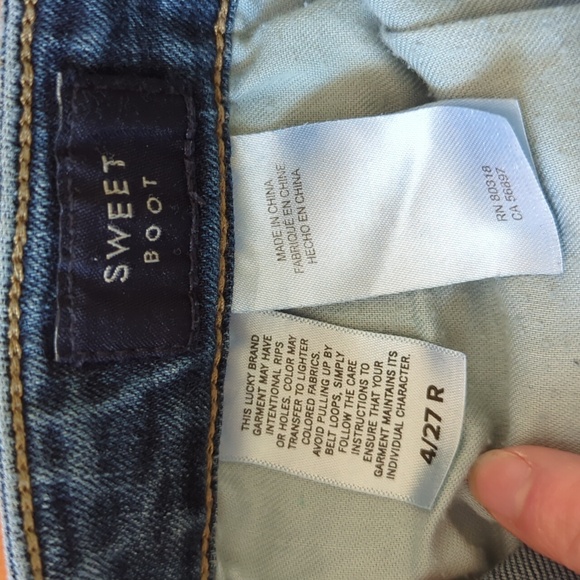 SWEET
BOOT
MADE IN CHINA
FABRIQUÉ EN CHINE
HECHO EN CHINA
RN 80318
CA 56897
THIS LUCKY BRAND
GARMENT MAY HAVE
INTENTIONAL RIPS
OR HOLES. COLOR MAY
TRANSFER TO LIGHTER
COLORED FABRICS.
AVOID PULLING UP BY
BELT LOOPS, SIMPLY
FOLLOW THE CARE
INSTRUCTIONS TO
ENSURE THAT YOUR
GARMENT MAINTAINS ITS
INDIVIDUAL CHARACTER.
4/27 R